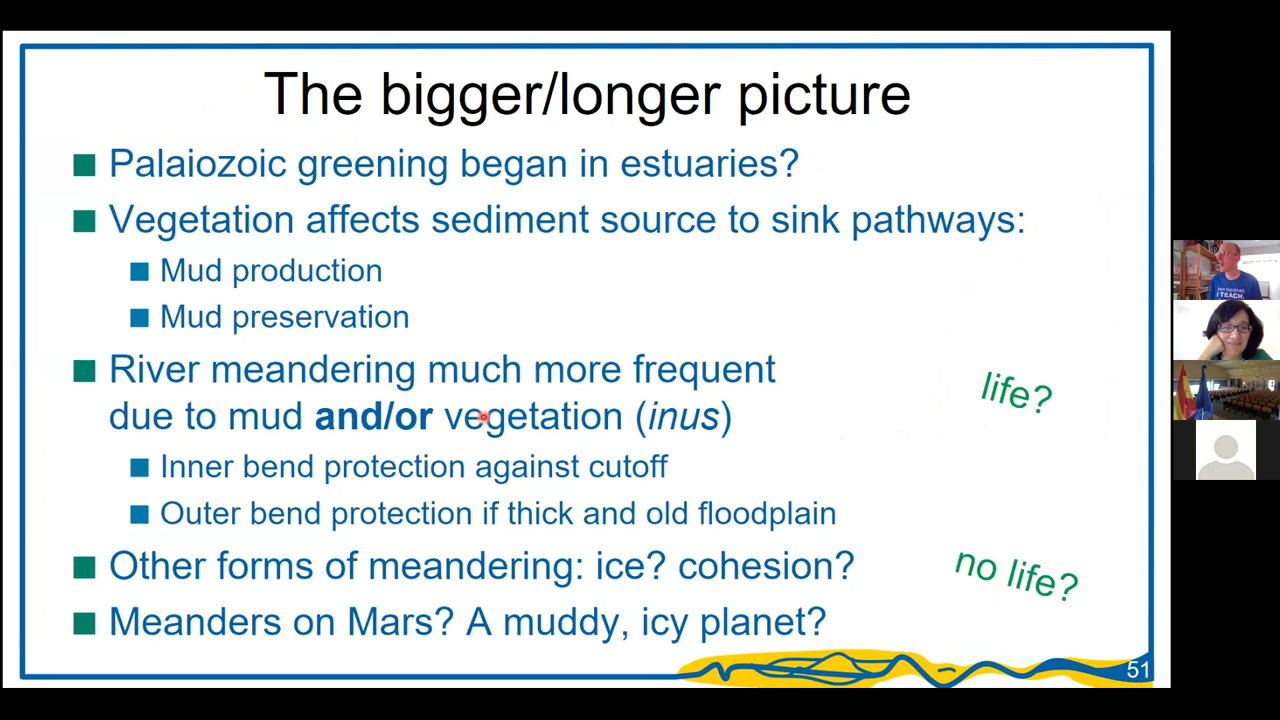 The bigger/longer picture
Palaiozoic greening began in estuaries?
Vegetation affects sediment source to sink pathways:
Mud production
Mud preservation
River meandering much more frequent
due to mud and/or vegetation (inus)
life?
Inner bend protection against cutoff
Outer bend protection if thick and old floodplain
Other forms of meandering: ice? cohesion?
no life?
Meanders on Mars? A muddy, icy planet?
51
I TEACH.